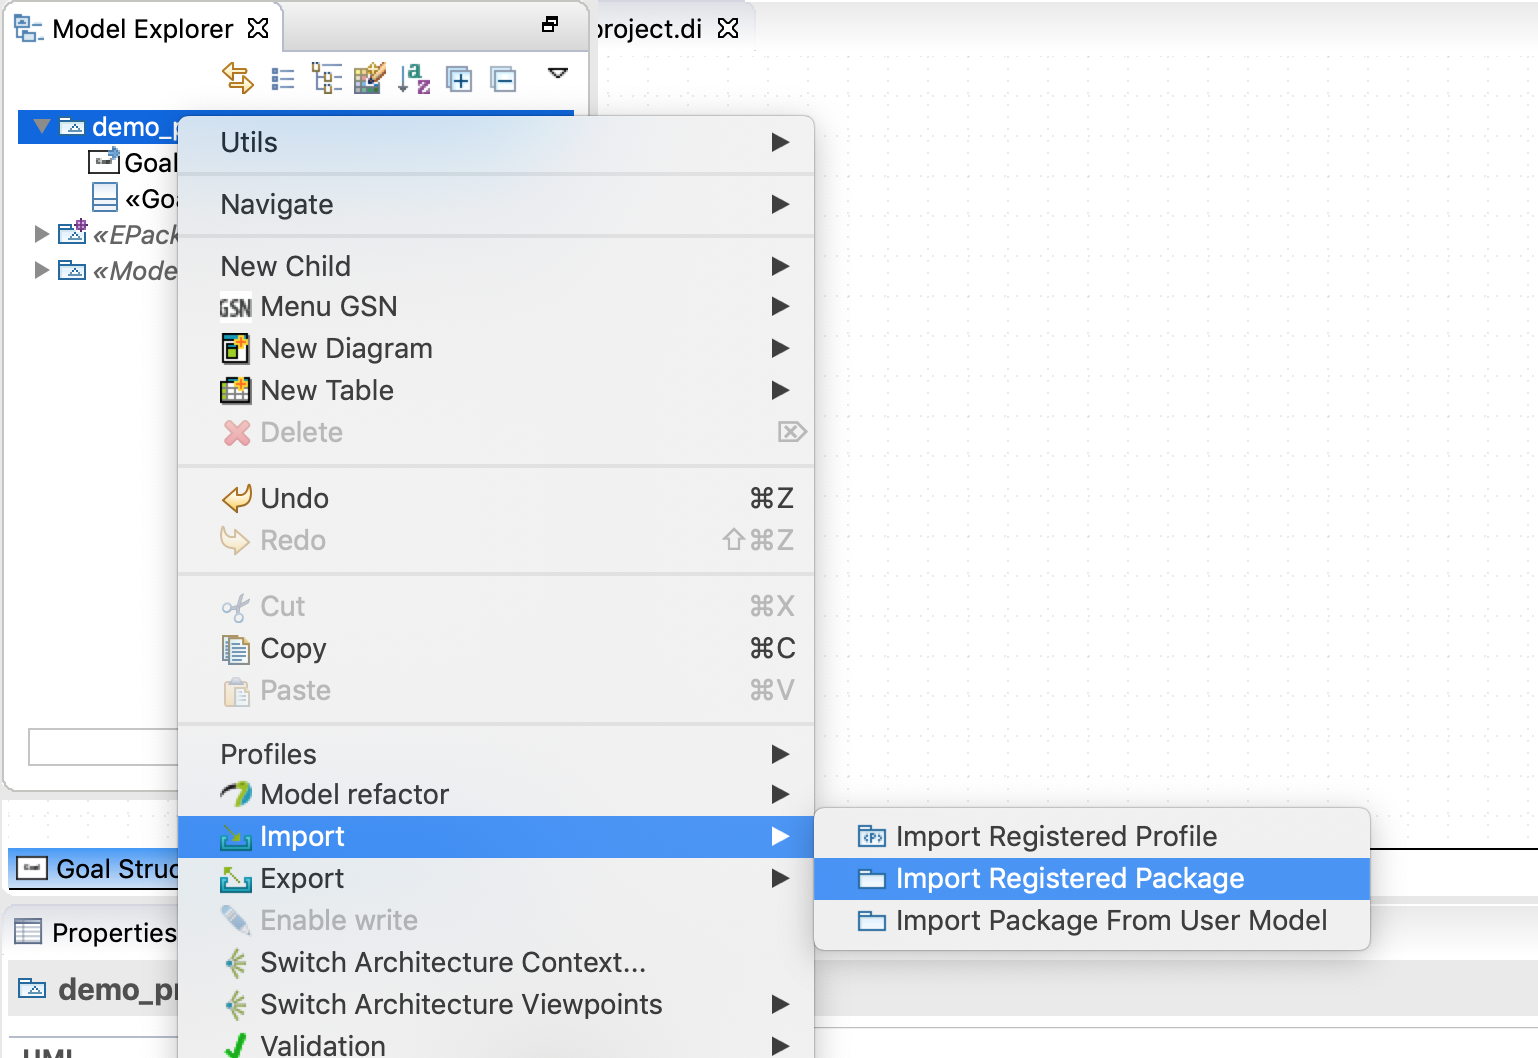 Model Explorer
project.di
demo_p
Goal
«Goa
«EPack
«Mode
Utils
Navigate
New Child
GSN Menu GSN
New Diagram
New Table
Delete
Undo ⌘Z
Redo ⇧⌘Z
Cut ⌘X
Copy ⌘C
Paste ⌘V
Profiles
Model refactor
Import
Export
Enable write
Switch Architecture Context...
Switch Architecture Viewpoints
Validation
Import Registered Profile
Import Registered Package
Import Package From User Model
Goal Struc
Properties
demo_pr
UML